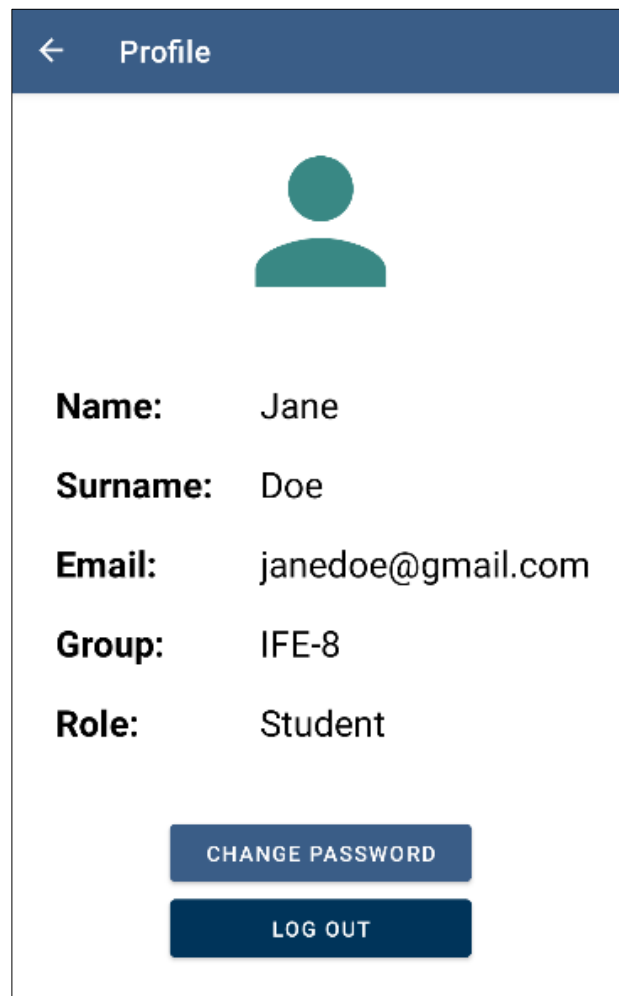 Profile
Name: Jane
Surname: Doe
Email: janedoe@gmail.com
Group: IFE-8
Role: Student
CHANGE PASSWORD
LOG OUT